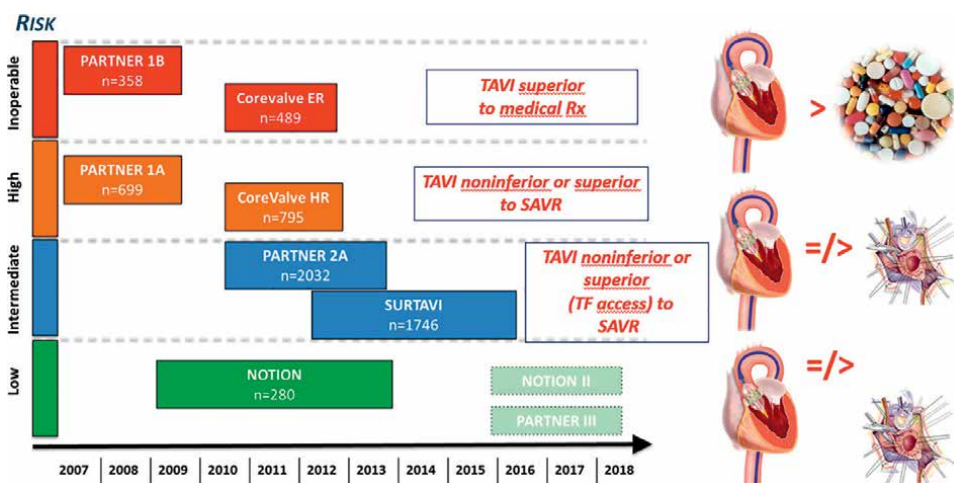 RISK
Inoperable
PARTNER 1B
n=358
Corevalve ER
n=489
TAVI superior
to medical Rx
>
High
PARTNER 1A
n=699
CoreValve HR
n=795
TAVI noninferior or superior
to SAVR
=/>
Intermediate
PARTNER 2A
n=2032
SURTAVI
n=1746
TAVI noninferior or
superior
(TF access) to
SAVR
Low
NOTION
n=280
NOTION II
PARTNER III
=/>
2007 2008 2009 2010 2011 2012 2013 2014 2015 2016 2017 2018